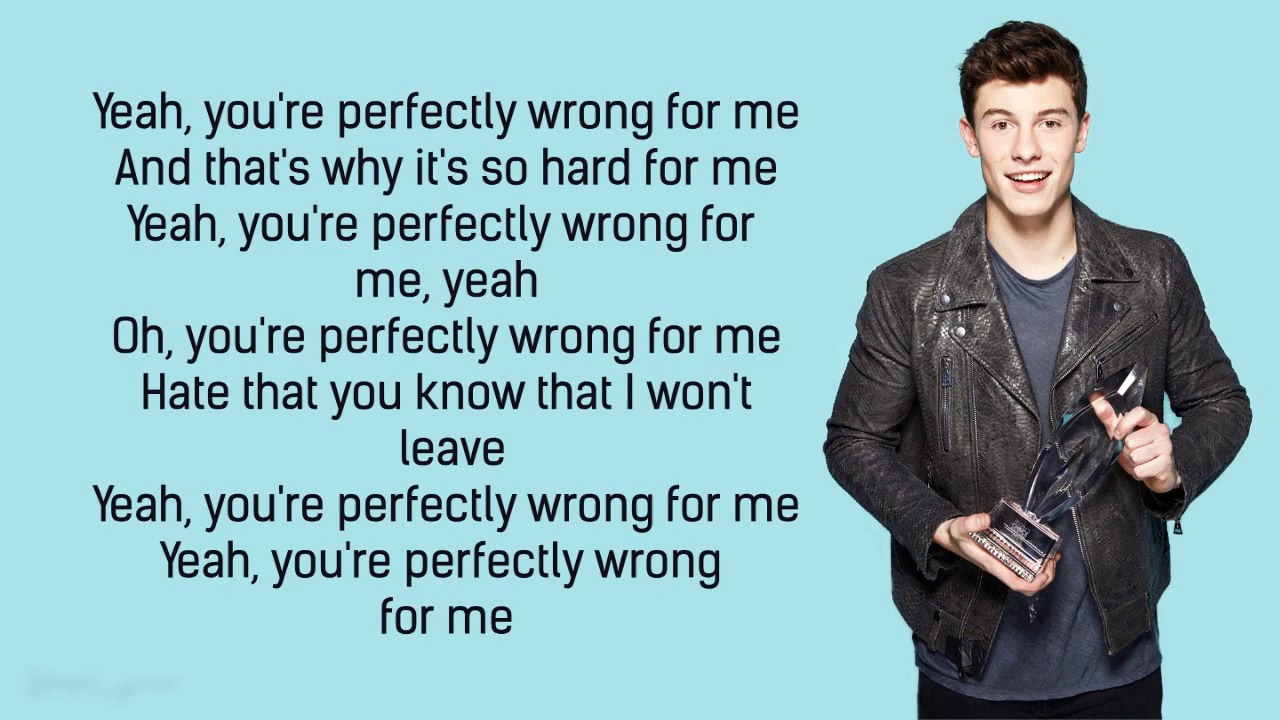 Yeah, you're perfectly wrong for me
And that's why it's so hard for me
Yeah, you're perfectly wrong for
me, yeah
Oh, you're perfectly wrong for me
Hate that you know that I won't
leave
Yeah, you're perfectly wrong for me
Yeah, you're perfectly wrong
for me